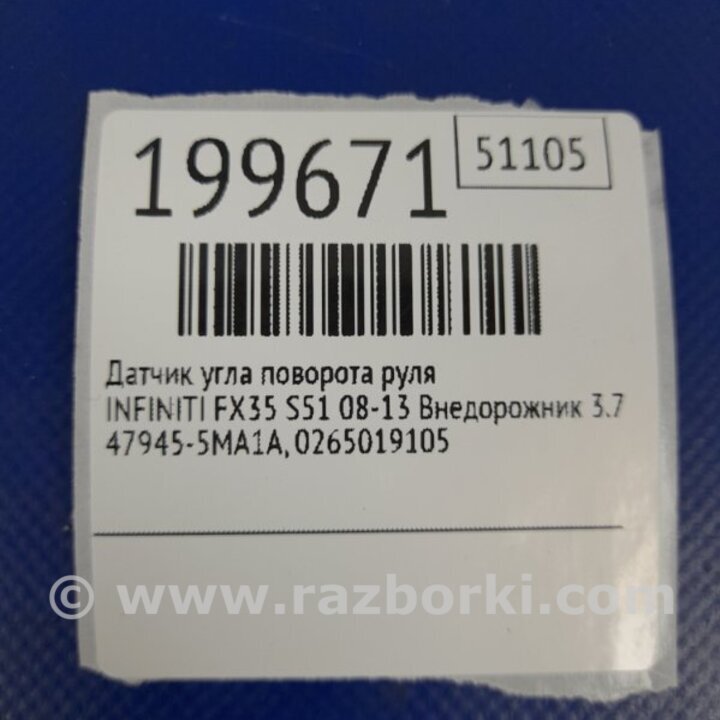 199671
51105
Датчик угла поворота руля
INFINITI FX35 S51 08-13 Внедорожник 3.7
47945-5MA1A, 0265019105
© www.razborki.com